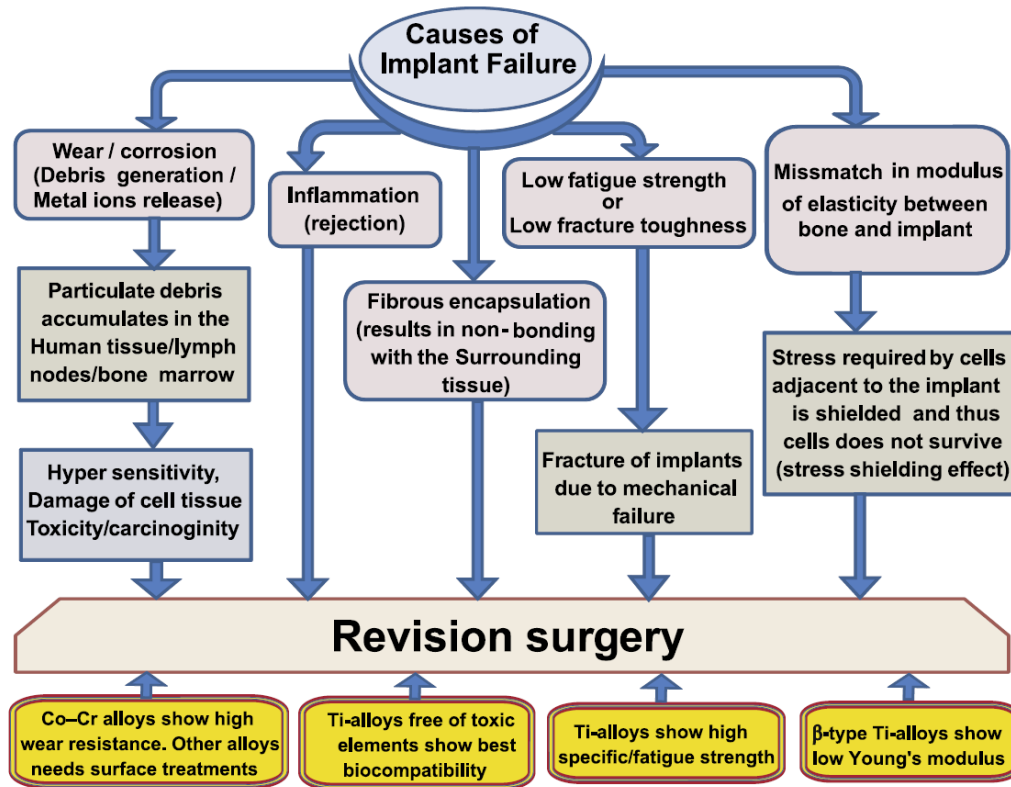 Causes of
Implant Failure
Wear / corrosion
(Debris generation /
Metal ions release)
Inflammation
(rejection)
Low fatigue strength
or
Low fracture toughness
Missmatch in modulus
of elasticity between
bone and implant
Particulate debris
accumulates in the
Human tissue/lymph
nodes/bone marrow
Fibrous encapsulation
(results in non-bonding
with the Surrounding
tissue)
Stress required by cells
adjacent to the implant
is shielded and thus
cells does not survive
(stress shielding effect)
Hyper sensitivity,
Damage of cell tissue
Toxicity/carcinoginity
Fracture of implants
due to mechanical
failure
Revision surgery
Co–Cr alloys show high
wear resistance. Other alloys
needs surface treatments
Ti-alloys free of toxic
elements show best
biocompatibility
Ti-alloys show high
specific/fatigue strength
β-type Ti-alloys show
low Young's modulus